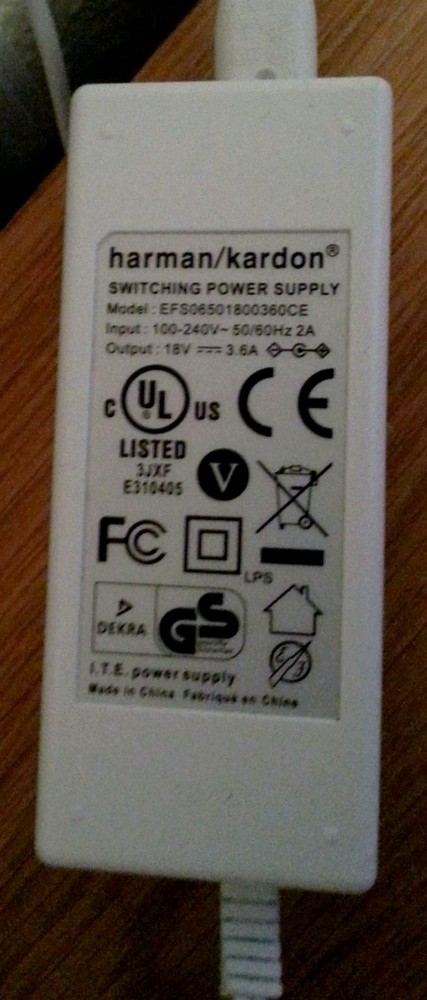 harman/kardon®
SWITCHING POWER SUPPLY
Model : EFS06501800360CE
Input : 100-240V~ 50/60Hz 2A
Output : 18V ⎓ 3.6A
C UL ® US
LISTED
3JXF
E310405
CE
V
FC
LPS
DEKRA
GS
I.T.E. power supply
Made in China Fabriqué en Chine